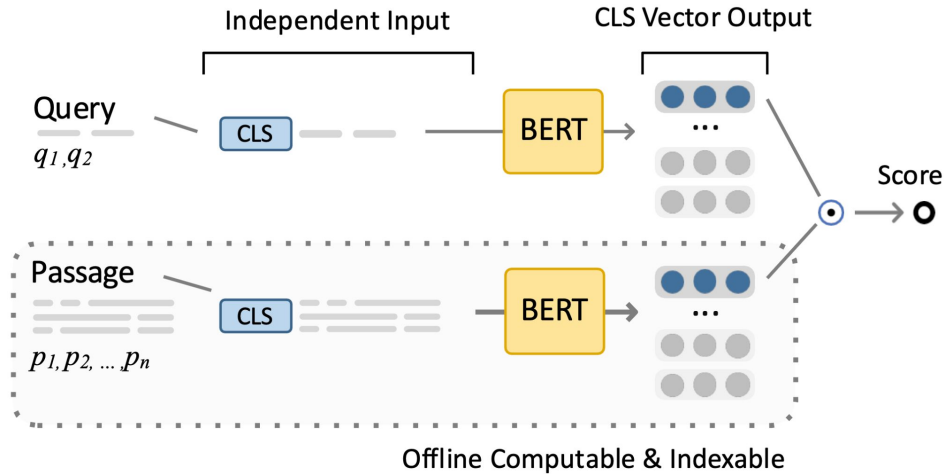 Independent Input
CLS Vector Output
Query
q1,q2
CLS
BERT
...
Score
Passage
p1, p2, ... ,pn
CLS
BERT
...
Offline Computable & Indexable